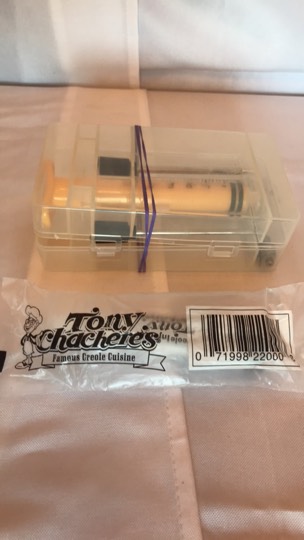 Tony
Chachere's
Famous Creole Cuisine
0 71998 22000